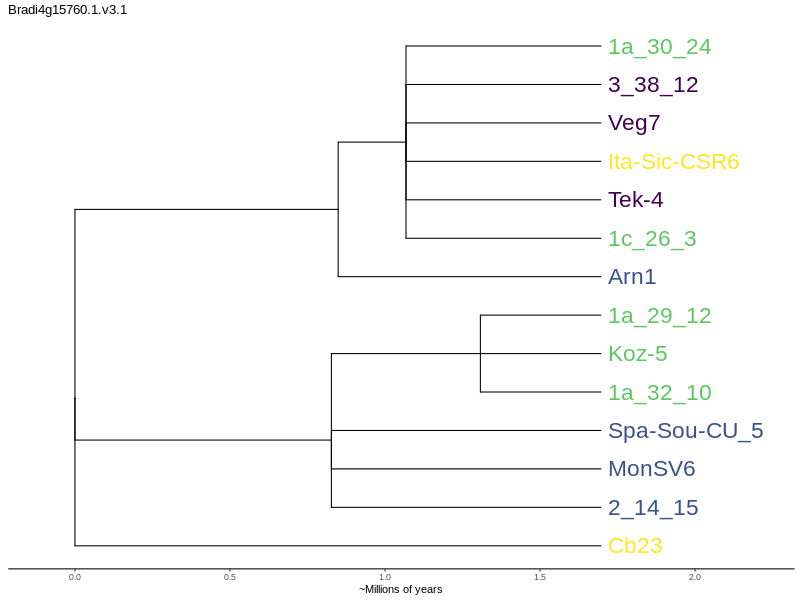 Bradi4g15760.1.v3.1
1a_30_24
3_38_12
Veg7
Ita-Sic-CSR6
Tek-4
1c_26_3
Arn1
1a_29_12
Koz-5
1a_32_10
Spa-Sou-CU_5
MonSV6
2_14_15
Cb23
0.0 0.5 1.0 1.5 2.0
~Millions of years